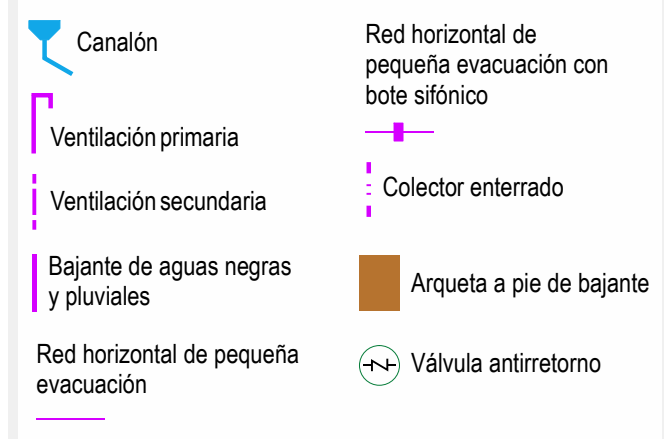 Canalón
Ventilación primaria
Ventilación secundaria
Bajante de aguas negras
y pluviales
Red horizontal de pequeña
evacuación
Red horizontal de
pequeña evacuación con
bote sifónico
Colector enterrado
Arqueta a pie de bajante
Válvula antirretorno